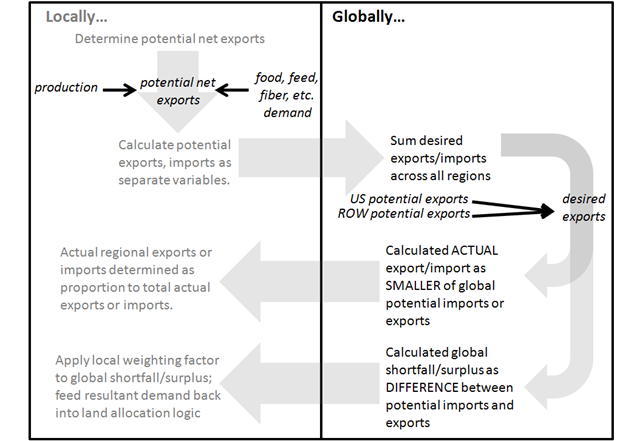 Locally...
Determine potential net exports
production
potential net
exports
food, feed,
fiber, etc.
demand
Calculate potential
exports, imports as
separate variables.
Actual regional exports or
imports determined as
proportion to total actual
exports or imports.
Apply local weighting factor
to global shortfall/surplus;
feed resultant demand back
into land allocation logic
Globally...
Sum desired
exports/imports
across all regions
US potential exports
ROW potential exports
desired
exports
Calculated ACTUAL
export/import as
SMALLER of global
potential imports or
exports
Calculated global
shortfall/surplus as
DIFFERENCE between
potential imports and
exports